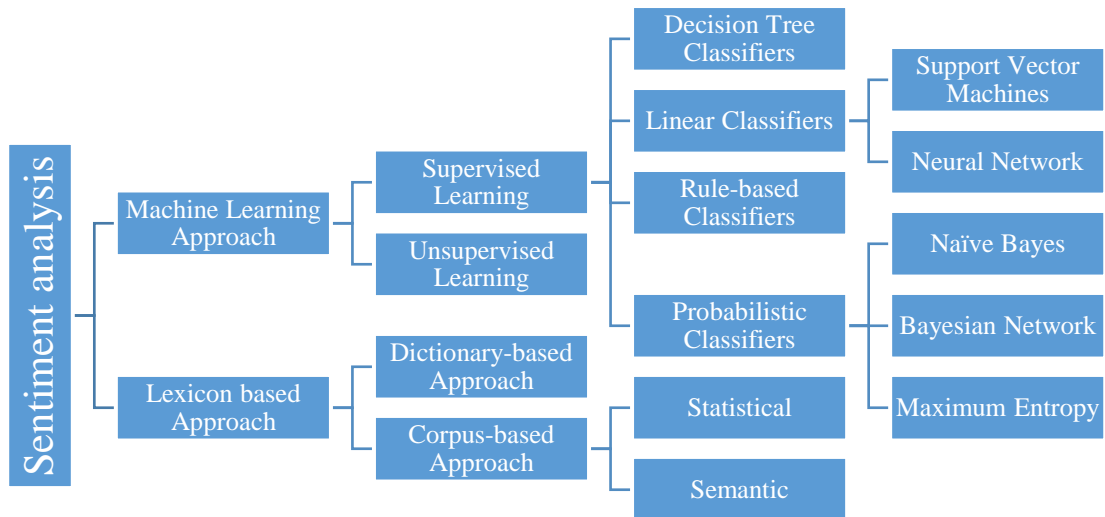 Sentiment analysis
Machine Learning
Approach
Lexicon based
Approach
Supervised
Learning
Unsupervised
Learning
Dictionary-based
Approach
Corpus-based
Approach
Decision Tree
Classifiers
Linear Classifiers
Rule-based
Classifiers
Probabilistic
Classifiers
Statistical
Semantic
Support Vector
Machines
Neural Network
Naïve Bayes
Bayesian Network
Maximum Entropy